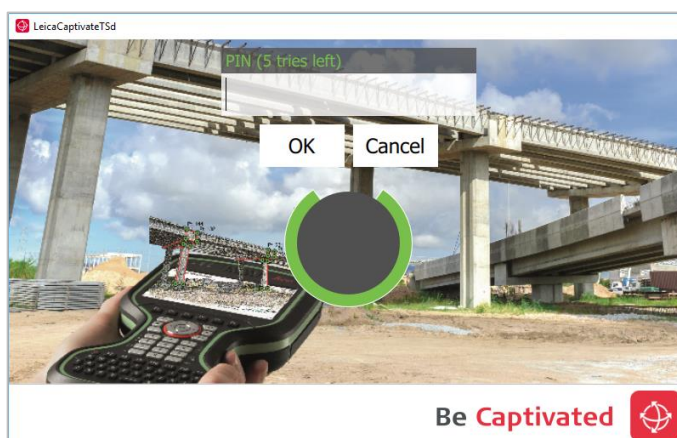 LeicaCaptivateTSd
PIN (5 tries left)
OK Cancel
Be Captivated